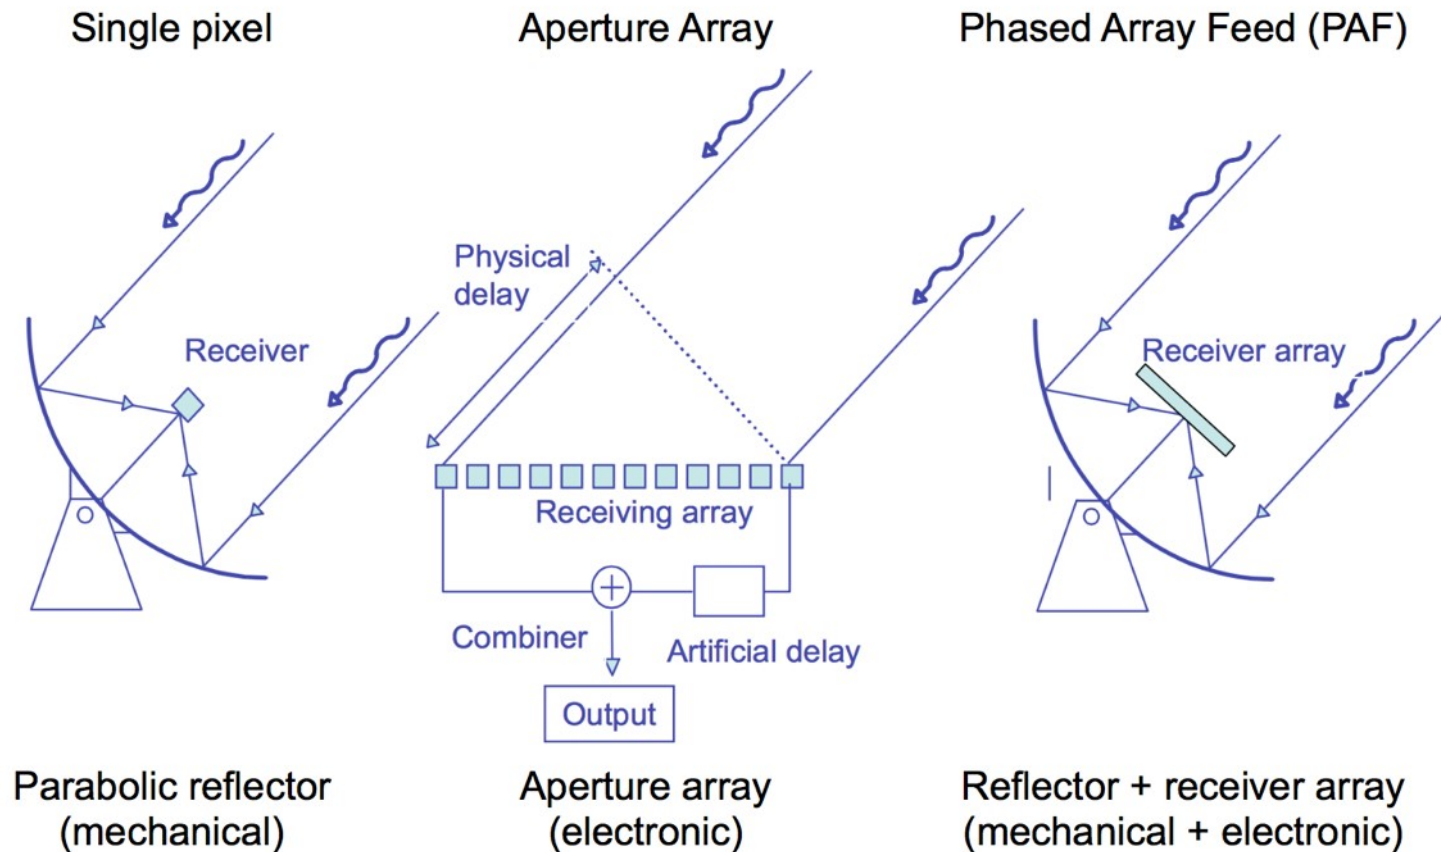 Single pixel
Aperture Array
Phased Array Feed (PAF)
Physical
delay
Receiver
Receiver array
Receiving array
Combiner
Artificial delay
Output
Parabolic reflector
(mechanical)
Aperture array
(electronic)
Reflector + receiver array
(mechanical + electronic)